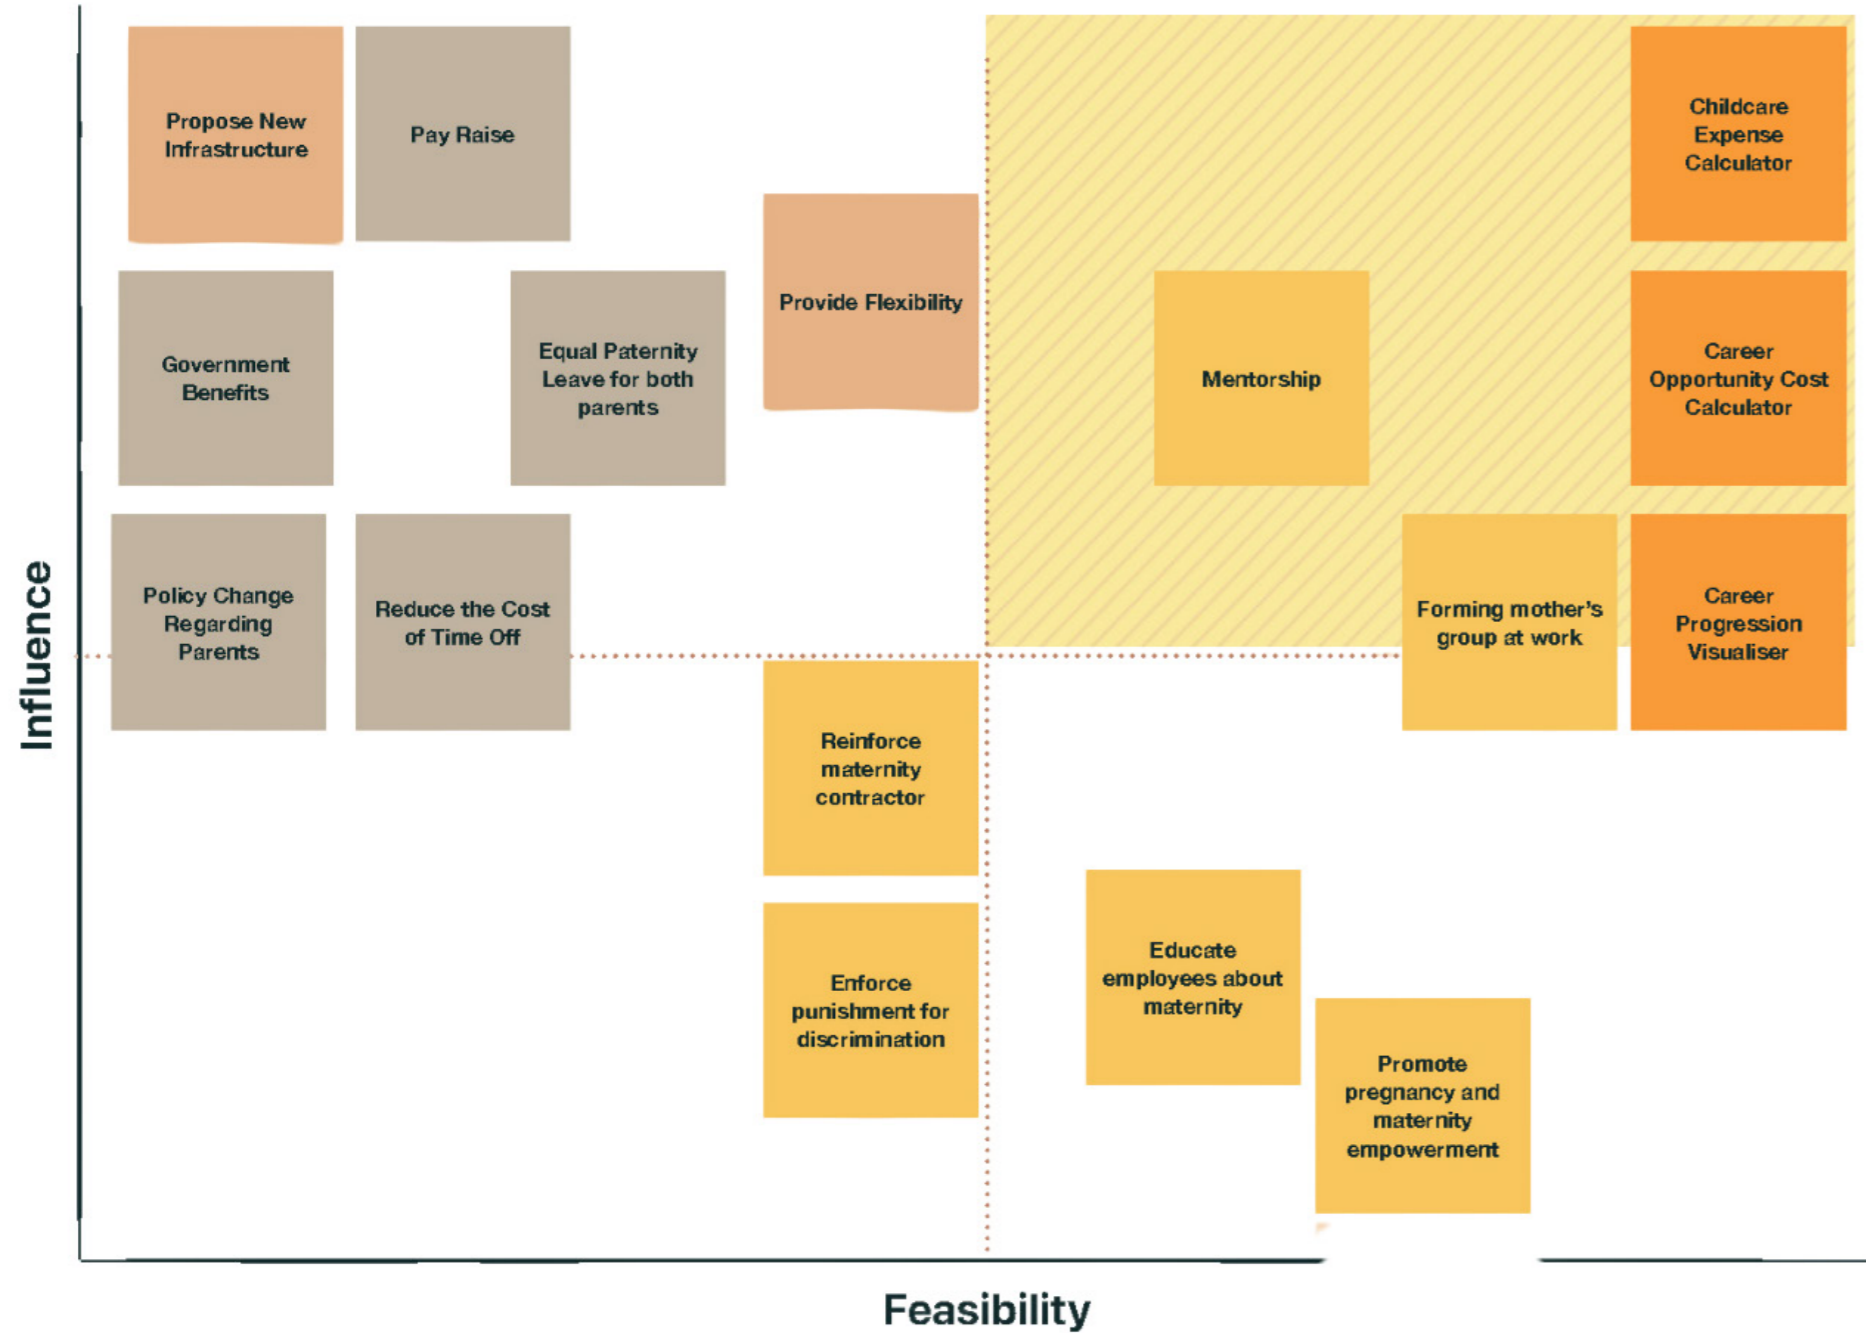 Propose New
Infrastructure
Pay Raise
Childcare
Expense
Calculator
Provide Flexibility
Government
Benefits
Equal Paternity
Leave for both
parents
Mentorship
Career
Opportunity Cost
Calculator
Policy Change
Regarding
Parents
Reduce the Cost
of Time Off
Forming mother's
group at work
Career
Progression
Visualiser
Influence
Reinforce
maternity
contractor
Enforce
punishment for
discrimination
Educate
employees about
maternity
Promote
pregnancy and
maternity
empowerment
Feasibility